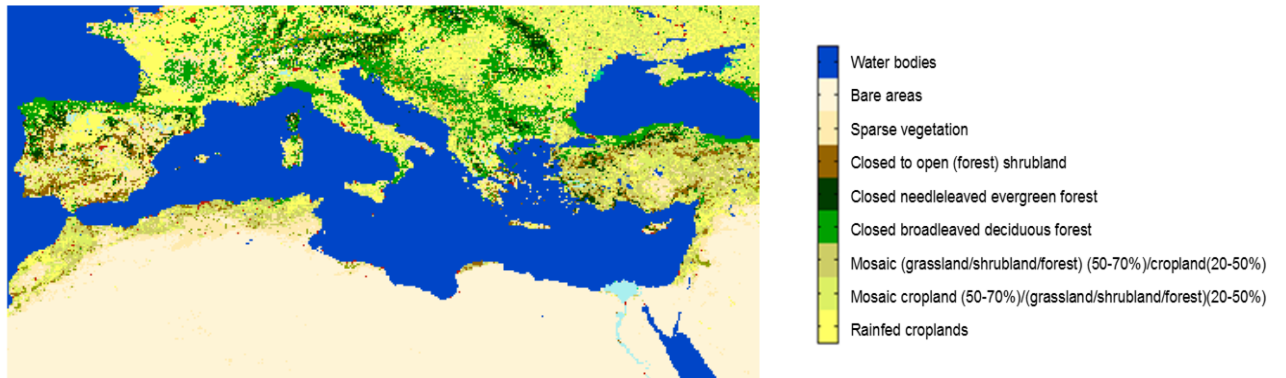 Water bodies
Bare areas
Sparse vegetation
Closed to open (forest) shrubland
Closed needleleaved evergreen forest
Closed broadleaved deciduous forest
Mosaic (grassland/shrubland/forest) (50-70%)/cropland(20-50%)
Mosaic cropland (50-70%)/(grassland/shrubland/forest)(20-50%)
Rainfed croplands